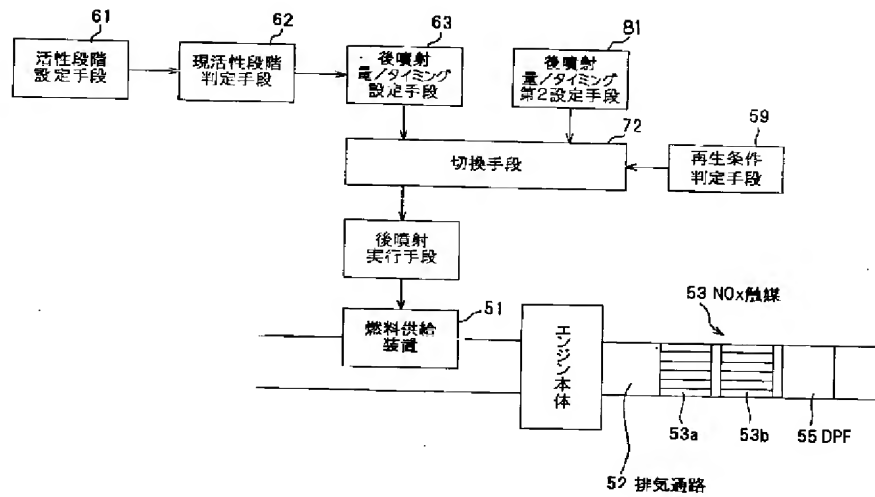 61
活性段階
設定手段
62
現活性段階
判定手段
63
後噴射
量/タイミング
設定手段
81
後噴射
量/タイミング
第2設定手段
72
切換手段
59
再生条件
判定手段
後噴射
実行手段
51
燃料供給
装置
エンジン本体
53 NOx触媒
53a
53b
55 DPF
52 排気通路